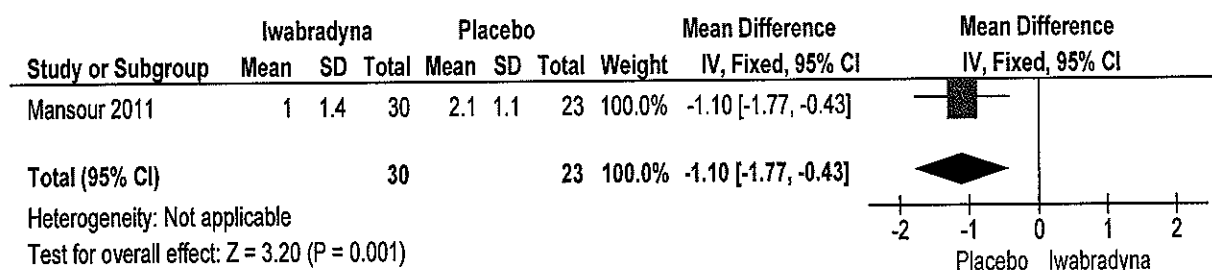 Iwabradyna Placebo Mean Difference Mean Difference
Study or Subgroup Mean SD Total Mean SD Total Weight IV, Fixed, 95% CI IV, Fixed, 95% CI
Mansour 2011 1 1.4 30 2.1 1.1 23 100.0% -1.10 [-1.77, -0.43]
Total (95% CI) 30 23 100.0% -1.10 [-1.77, -0.43]
Heterogeneity: Not applicable
Test for overall effect: Z = 3.20 (P = 0.001)
-2 -1 0 1 2
Placebo Iwabradyna